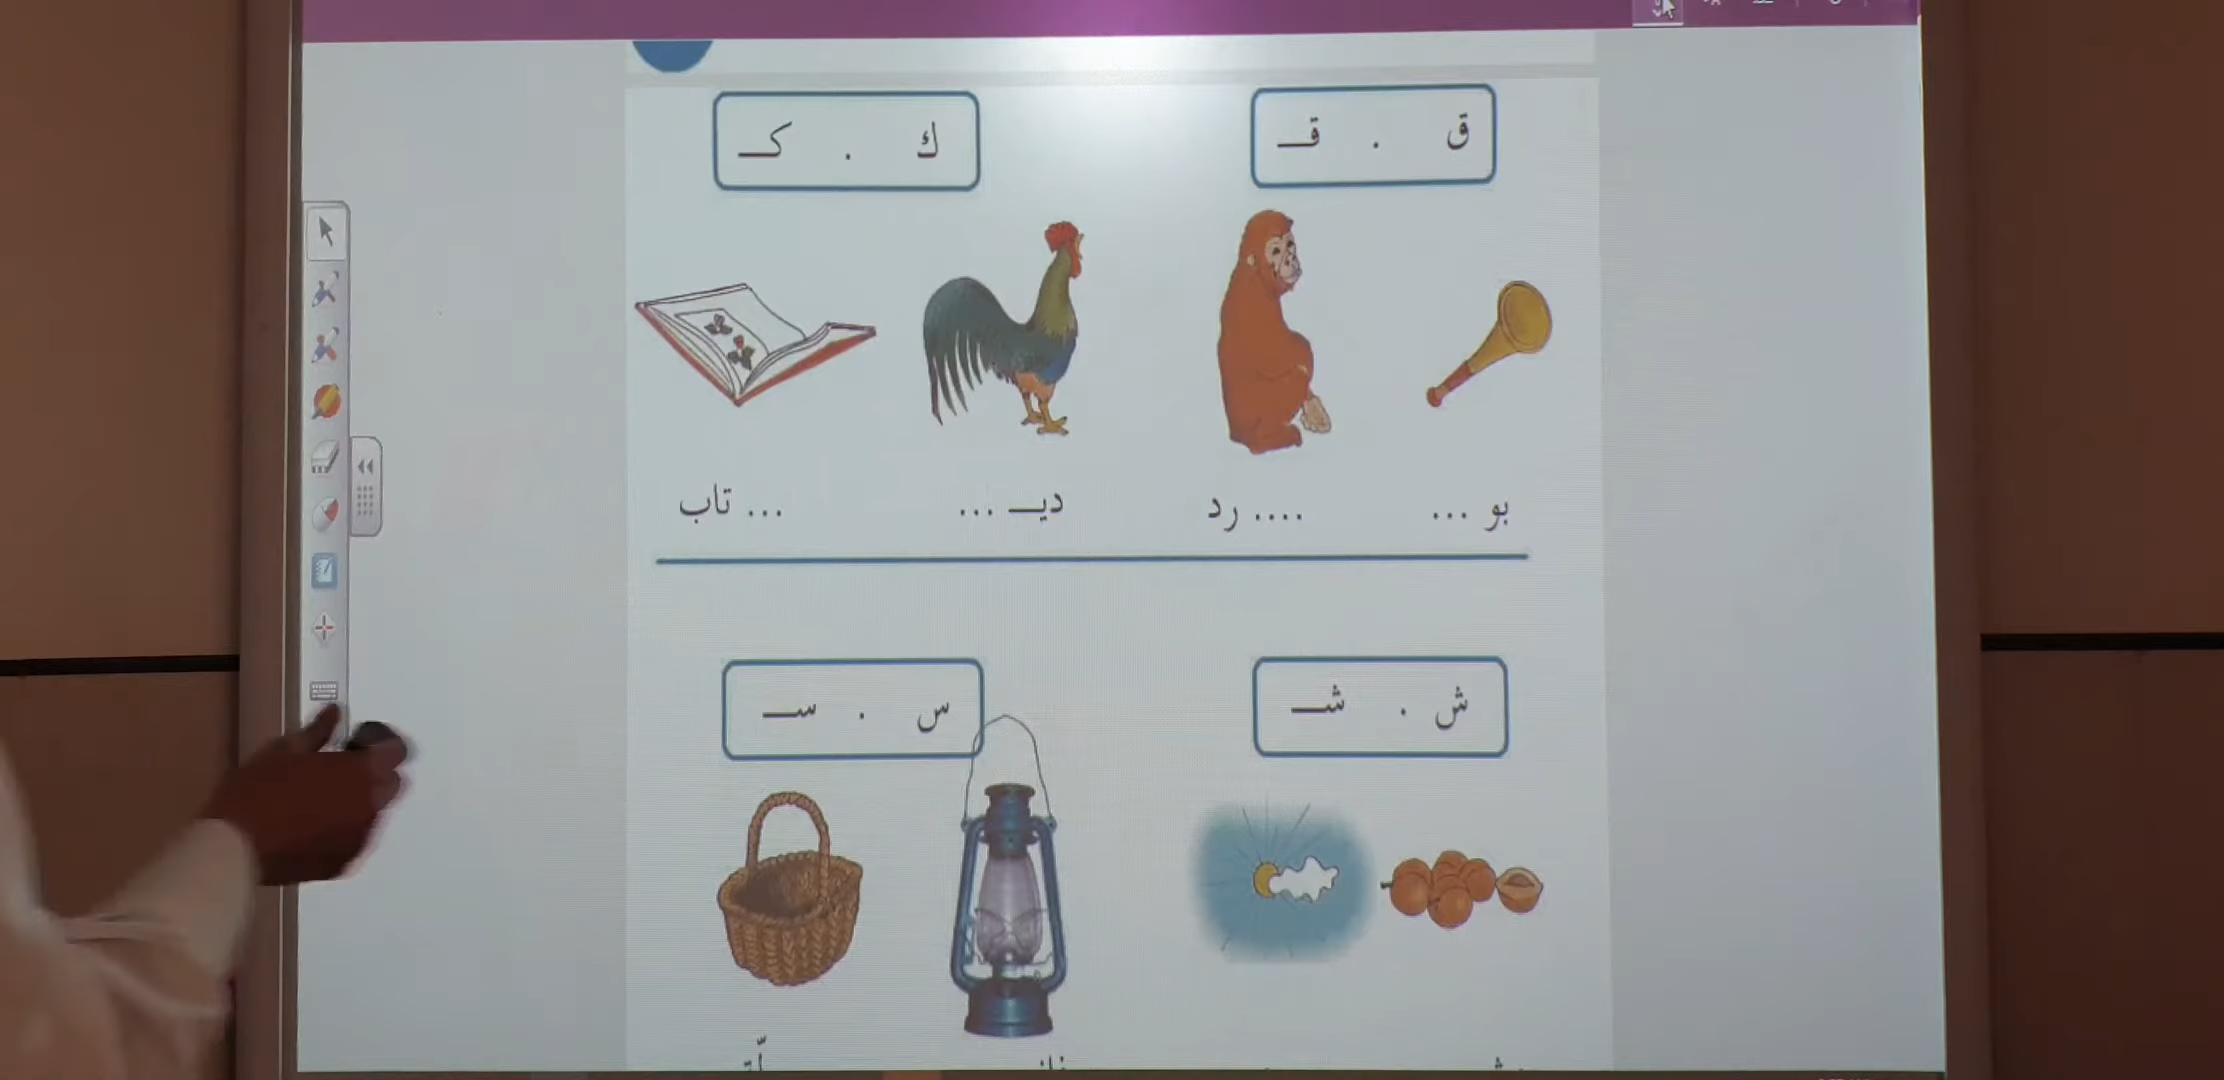 ق . قـ
ك . كـ
بو ...
.... رد
ديـ ...
... تاب
ش . شـ
س . سـ